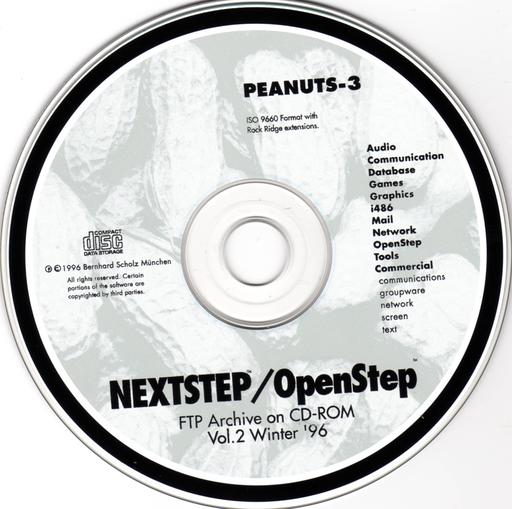 PEANUTS-3
ISO 9660 Format with
Rock Ridge extensions.
Audio
Communication
Database
Games
Graphics
i486
Mail
Network
OpenStep
Tools
Commercial
communications
groupware
network
screen
text
COMPACT
disc
DATA STORAGE
℗©1996 Bernhard Scholz München
All rights reserved. Certain
portions of the software are
copyrighted by third parties.
NEXTSTEP™/OpenStep™
FTP Archive on CD-ROM
Vol.2 Winter '96